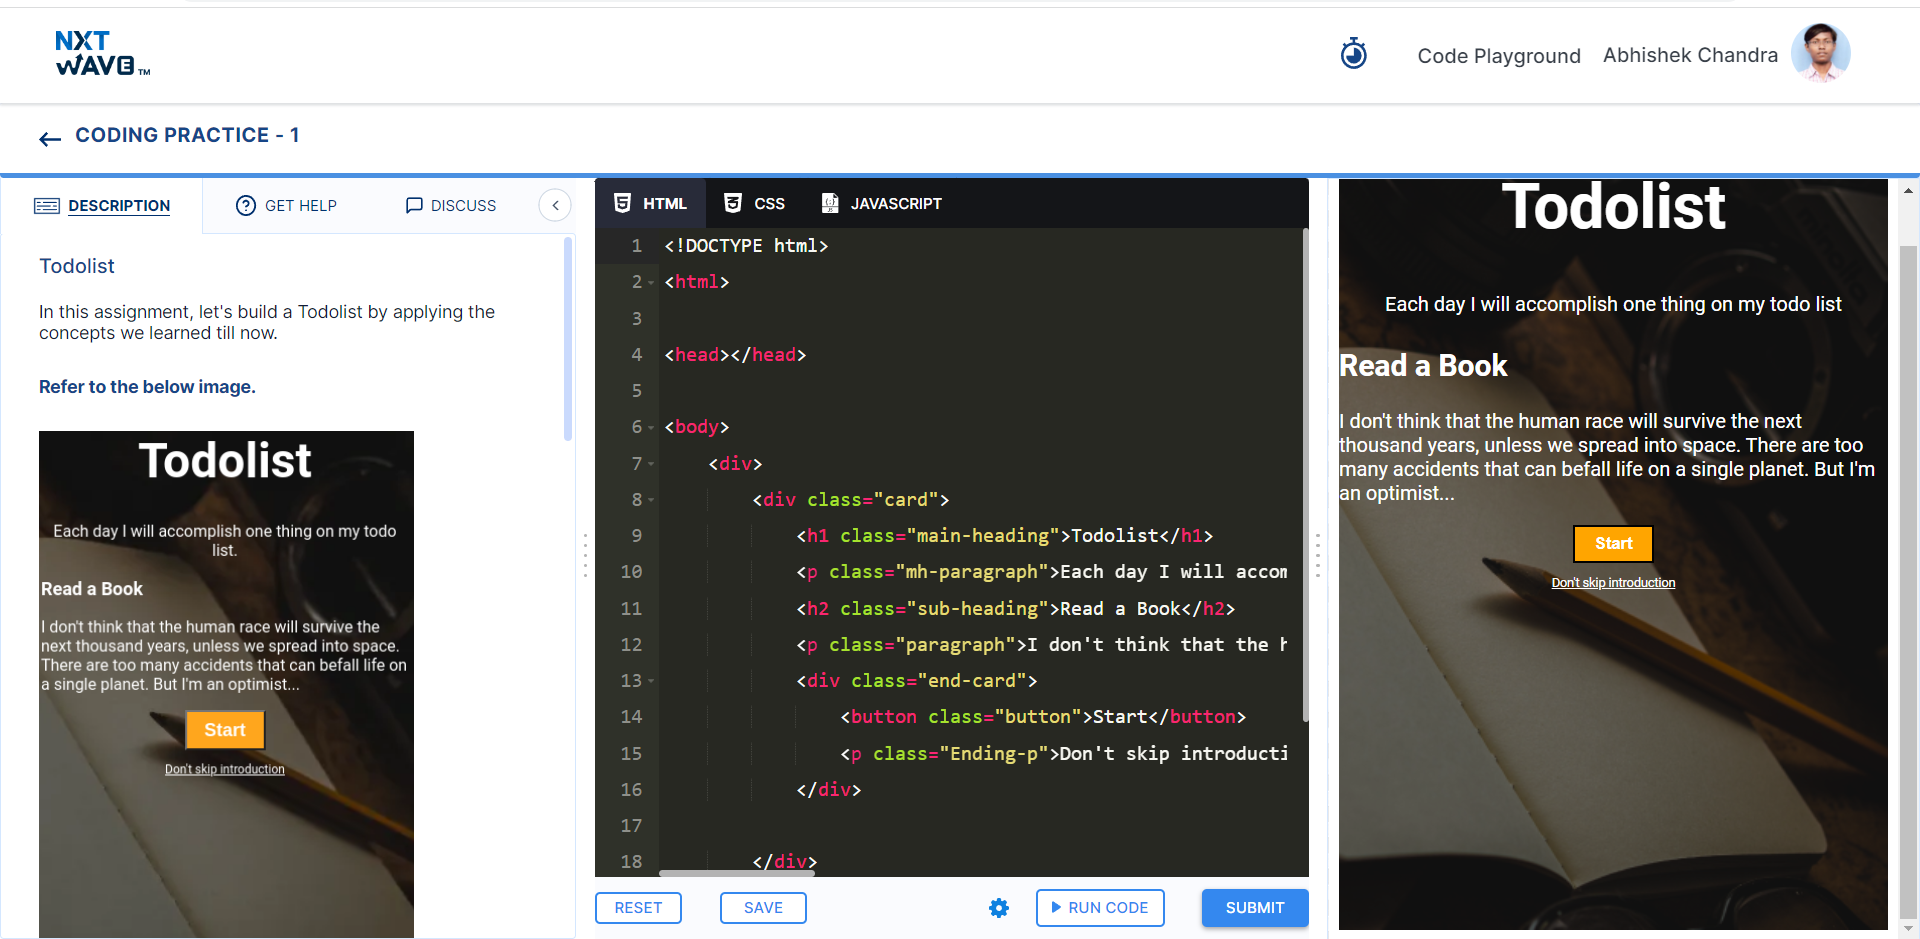 NXT
WAVE™
Code Playground
Abhishek Chandra
CODING PRACTICE - 1
DESCRIPTION
GET HELP
DISCUSS
Todolist
In this assignment, let's build a Todolist by applying the
concepts we learned till now.
Refer to the below image.
Todolist
Each day I will accomplish one thing on my todo
list.
Read a Book
I don't think that the human race will survive the
next thousand years, unless we spread into space.
There are too many accidents that can befall life on
a single planet. But I'm an optimist...
Start
Don't skip introduction
HTML
CSS
JAVASCRIPT
1 <!DOCTYPE html>
2 <html>
3
4 <head></head>
5
6 <body>
7 <div>
8 <div class="card">
9 <h1 class="main-heading">Todolist</h1>
10 <p class="mh-paragraph">Each day I will accom
11 <h2 class="sub-heading">Read a Book</h2>
12 <p class="paragraph">I don't think that the h
13 <div class="end-card">
14 <button class="button">Start</button>
15 <p class="Ending-p">Don't skip introducti
16 </div>
17
18 </div>
RESET
SAVE
RUN CODE
SUBMIT
Todolist
Each day I will accomplish one thing on my todo list
Read a Book
I don't think that the human race will survive the next
thousand years, unless we spread into space. There are too
many accidents that can befall life on a single planet. But I'm
an optimist...
Start
Don't skip introduction